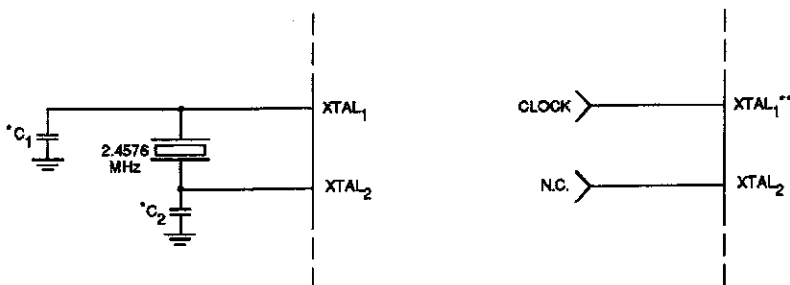 XTAL₁
*C₁
2.4576
MHz
XTAL₂
*C₂
CLOCK
XTAL₁**
N.C.
XTAL₂